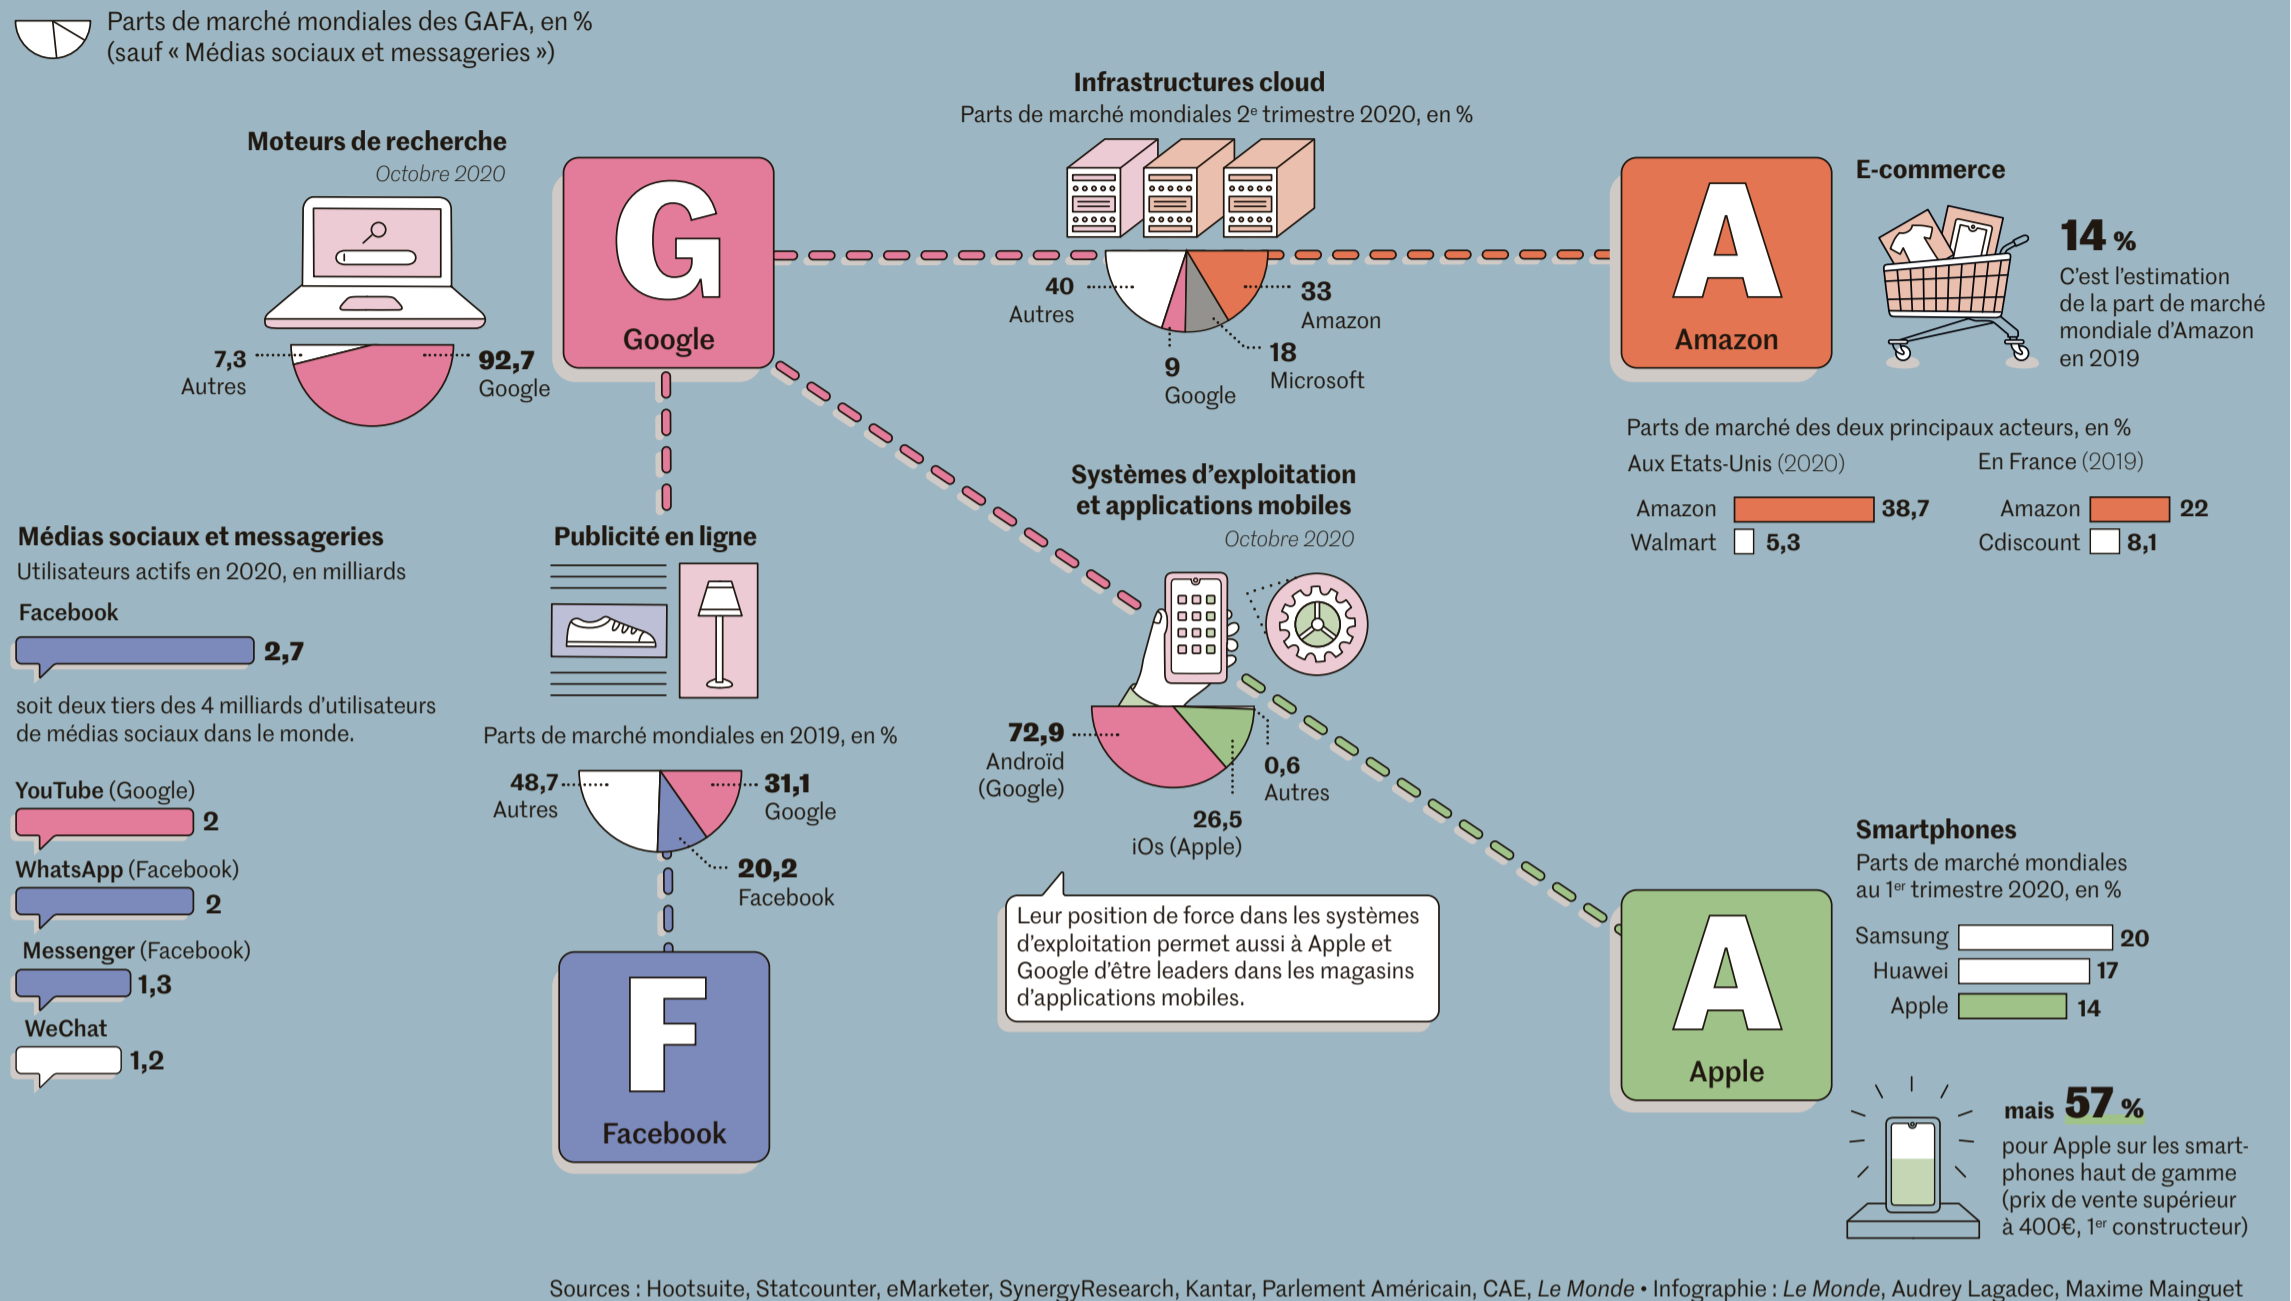 Parts de marché mondiales des GAFA, en %
(sauf « Médias sociaux et messageries »)
Moteurs de recherche
Octobre 2020
7,3
Autres
92,7
Google
G
Google
Infrastructures cloud
Parts de marché mondiales 2e trimestre 2020, en %
40
Autres
9
Google
18
Microsoft
33
Amazon
A
Amazon
E-commerce
14 %
C'est l'estimation
de la part de marché
mondiale d'Amazon
en 2019
Parts de marché des deux principaux acteurs, en %
Aux Etats-Unis (2020)
Amazon 38,7
Walmart 5,3
En France (2019)
Amazon 22
Cdiscount 8,1
Médias sociaux et messageries
Utilisateurs actifs en 2020, en milliards
Facebook
2,7
soit deux tiers des 4 milliards d'utilisateurs
de médias sociaux dans le monde.
YouTube (Google)
2
WhatsApp (Facebook)
2
Messenger (Facebook)
1,3
WeChat
1,2
Publicité en ligne
Parts de marché mondiales en 2019, en %
48,7
Autres
31,1
Google
20,2
Facebook
F
Facebook
Systèmes d'exploitation
et applications mobiles
Octobre 2020
72,9
Androïd
(Google)
26,5
iOs (Apple)
0,6
Autres
Leur position de force dans les systèmes
d'exploitation permet aussi à Apple et
Google d'être leaders dans les magasins
d'applications mobiles.
A
Apple
Smartphones
Parts de marché mondiales
au 1er trimestre 2020, en %
Samsung 20
Huawei 17
Apple 14
mais 57 %
pour Apple sur les smart-
phones haut de gamme
(prix de vente supérieur
à 400€, 1er constructeur)
Sources : Hootsuite, Statcounter, eMarketer, SynergyResearch, Kantar, Parlement Américain, CAE, Le Monde • Infographie : Le Monde, Audrey Lagadec, Maxime Mainguet